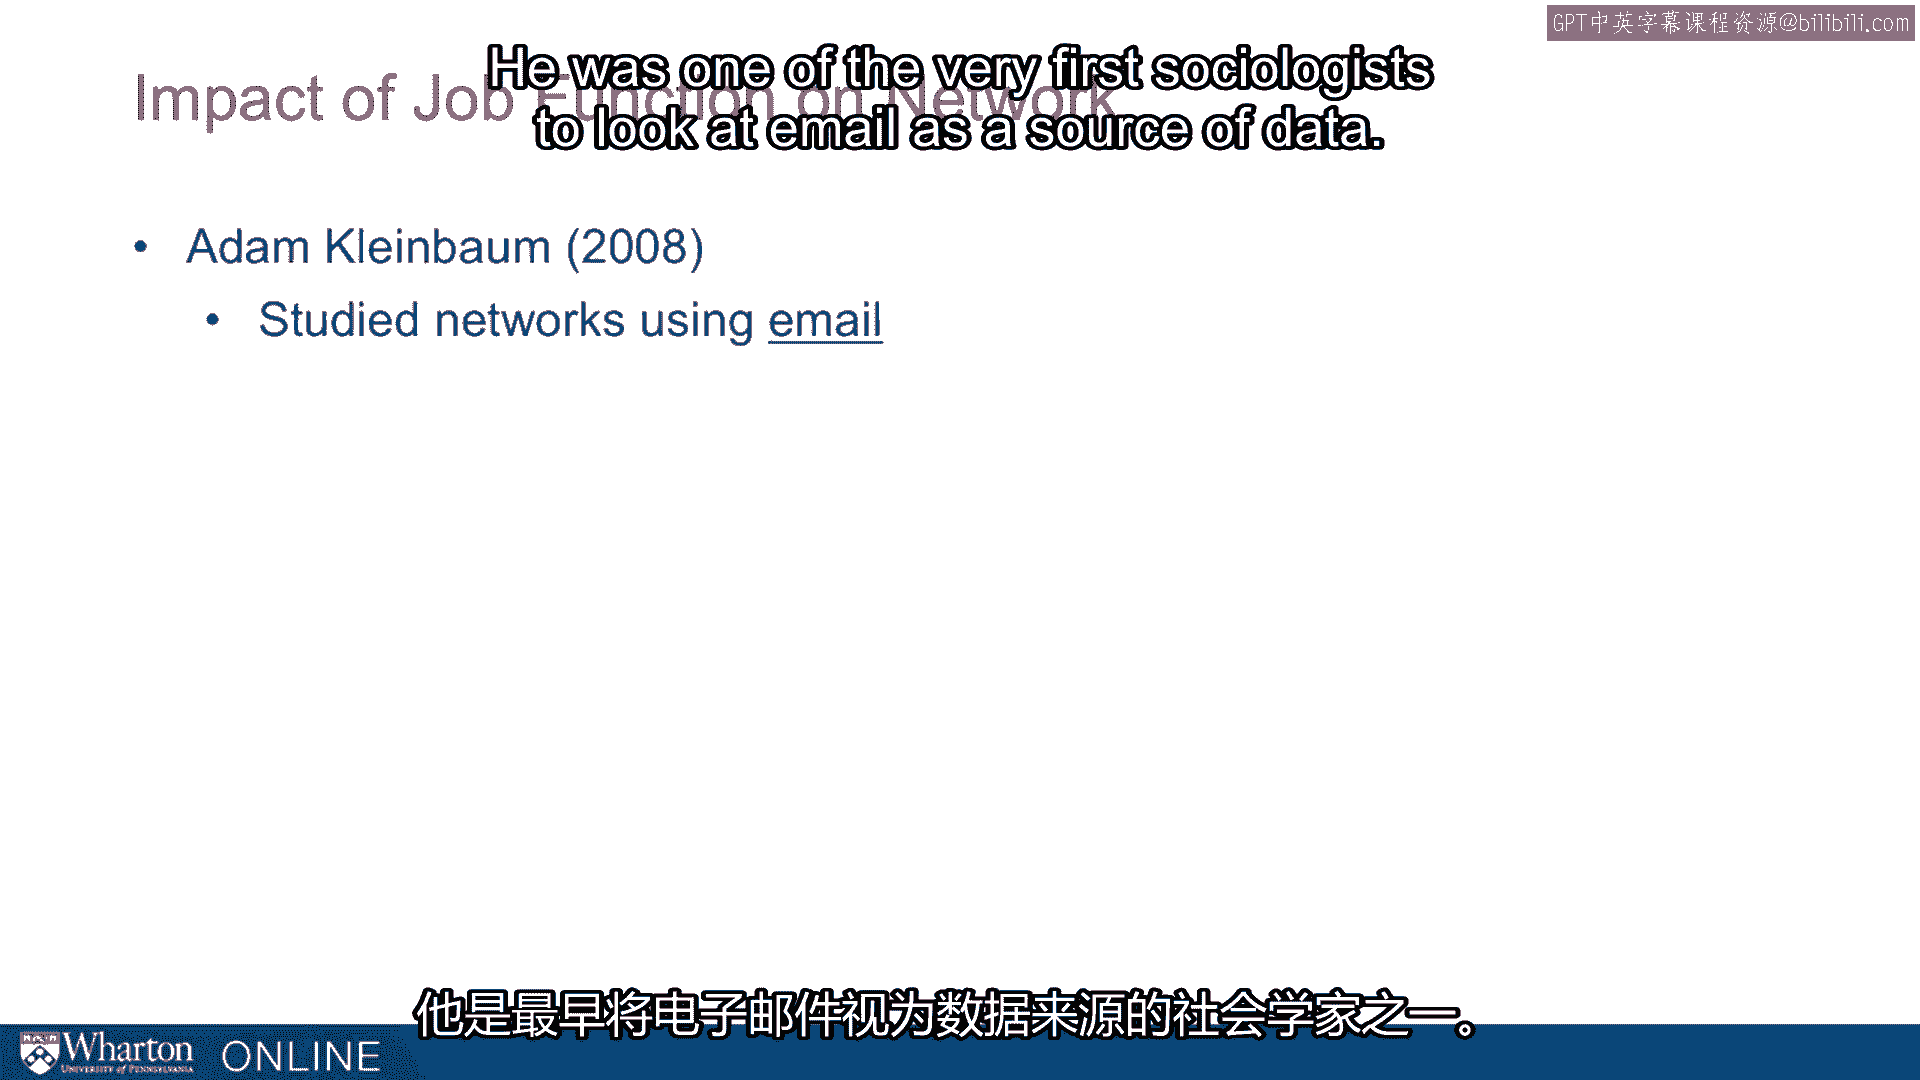 GPT中英字幕课程资源@bilibili.com
He was one of the very first sociologists
to look at email as a source of data.
Impact of Job Function on Network
• Adam Kleinbaum (2008)
• Studied networks using email
他是最早将电子邮件视为数据来源的社会学家之一。
Wharton ONLINE
UNIVERSITY of PENNSYLVANIA